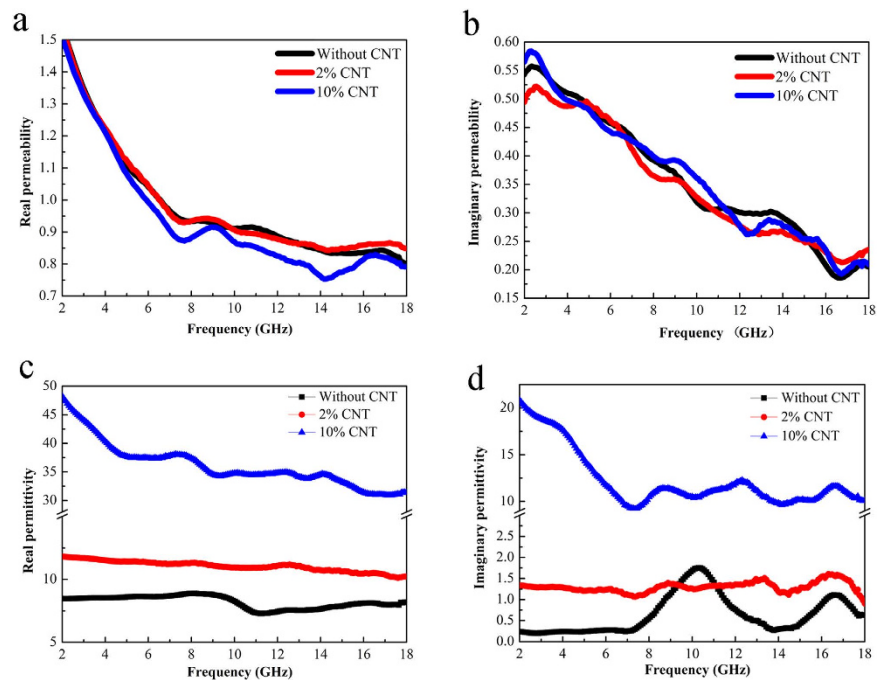 a
Real permeability
1.5
1.4
1.3
1.2
1.1
1.0
0.9
0.8
0.7
Without CNT
2% CNT
10% CNT
2 4 6 8 10 12 14 16 18
Frequency (GHz)
b
Imaginary permeability
0.60
0.55
0.50
0.45
0.40
0.35
0.30
0.25
0.20
0.15
Without CNT
2% CNT
10% CNT
2 4 6 8 10 12 14 16 18
Frequency （GHz）
c
Real permittivity
50
45
40
35
30
10
5
Without CNT
2% CNT
10% CNT
2 4 6 8 10 12 14 16 18
Frequency (GHz)
d
Imaginary permittivity
20
15
10
2.0
1.5
1.0
0.5
0.0
Without CNT
2% CNT
10% CNT
2 4 6 8 10 12 14 16 18
Frequency (GHz)